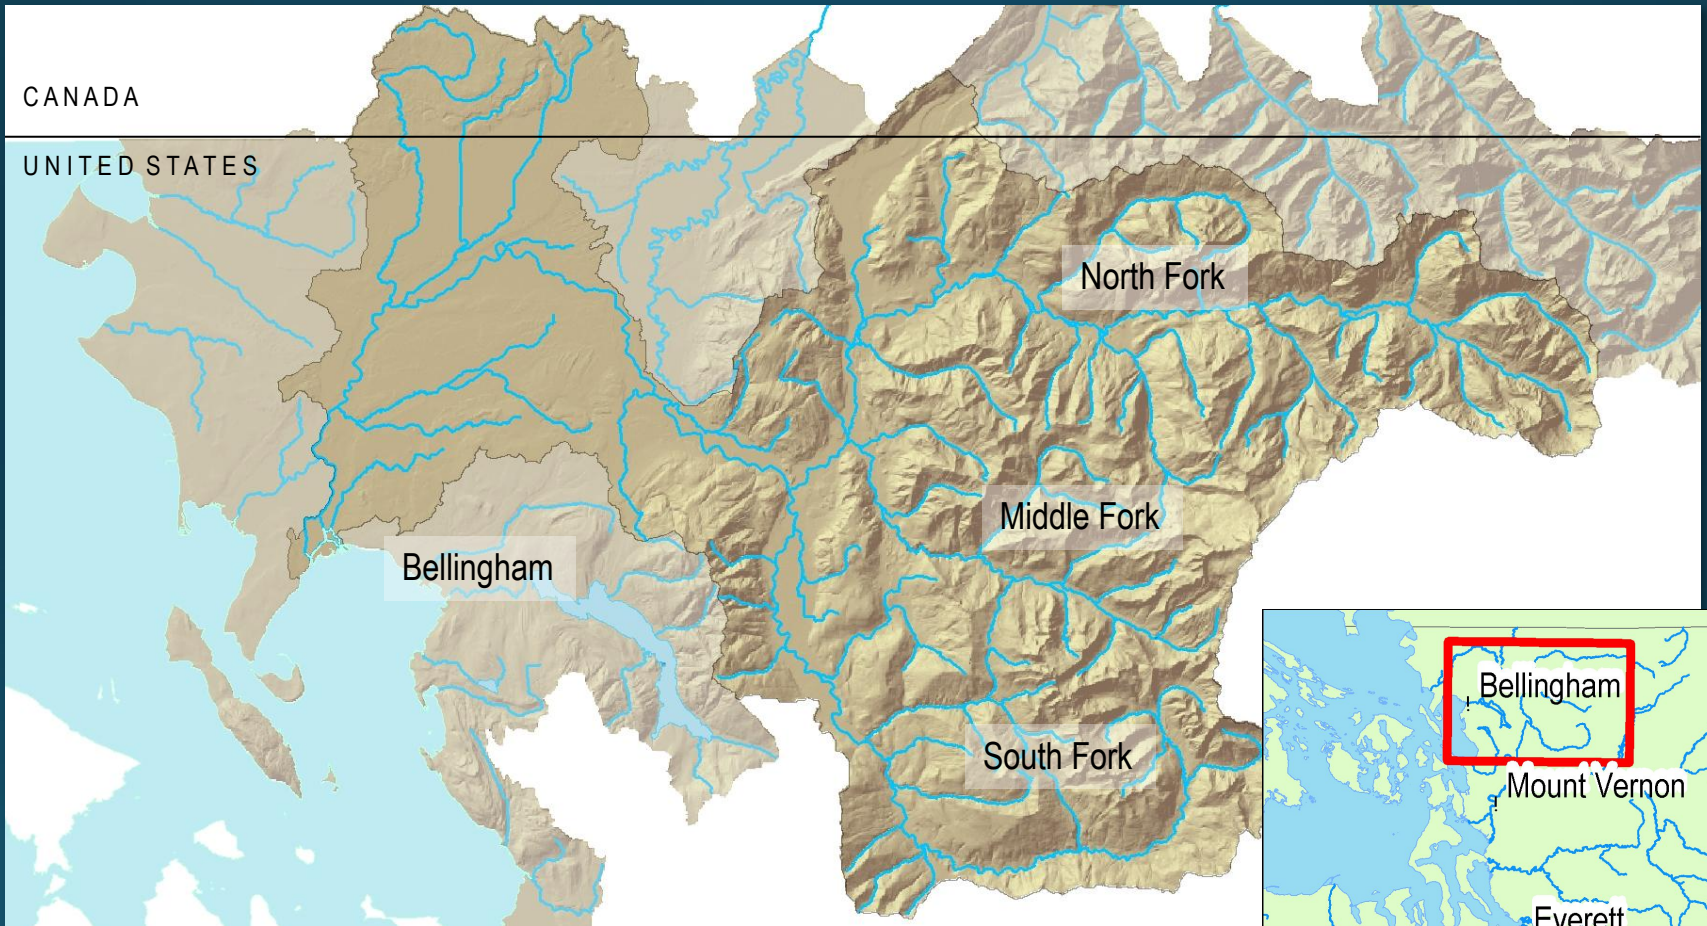 CANADA
UNITED STATES
North Fork
Middle Fork
Bellingham
South Fork
Bellingham
Mount Vernon
Everett